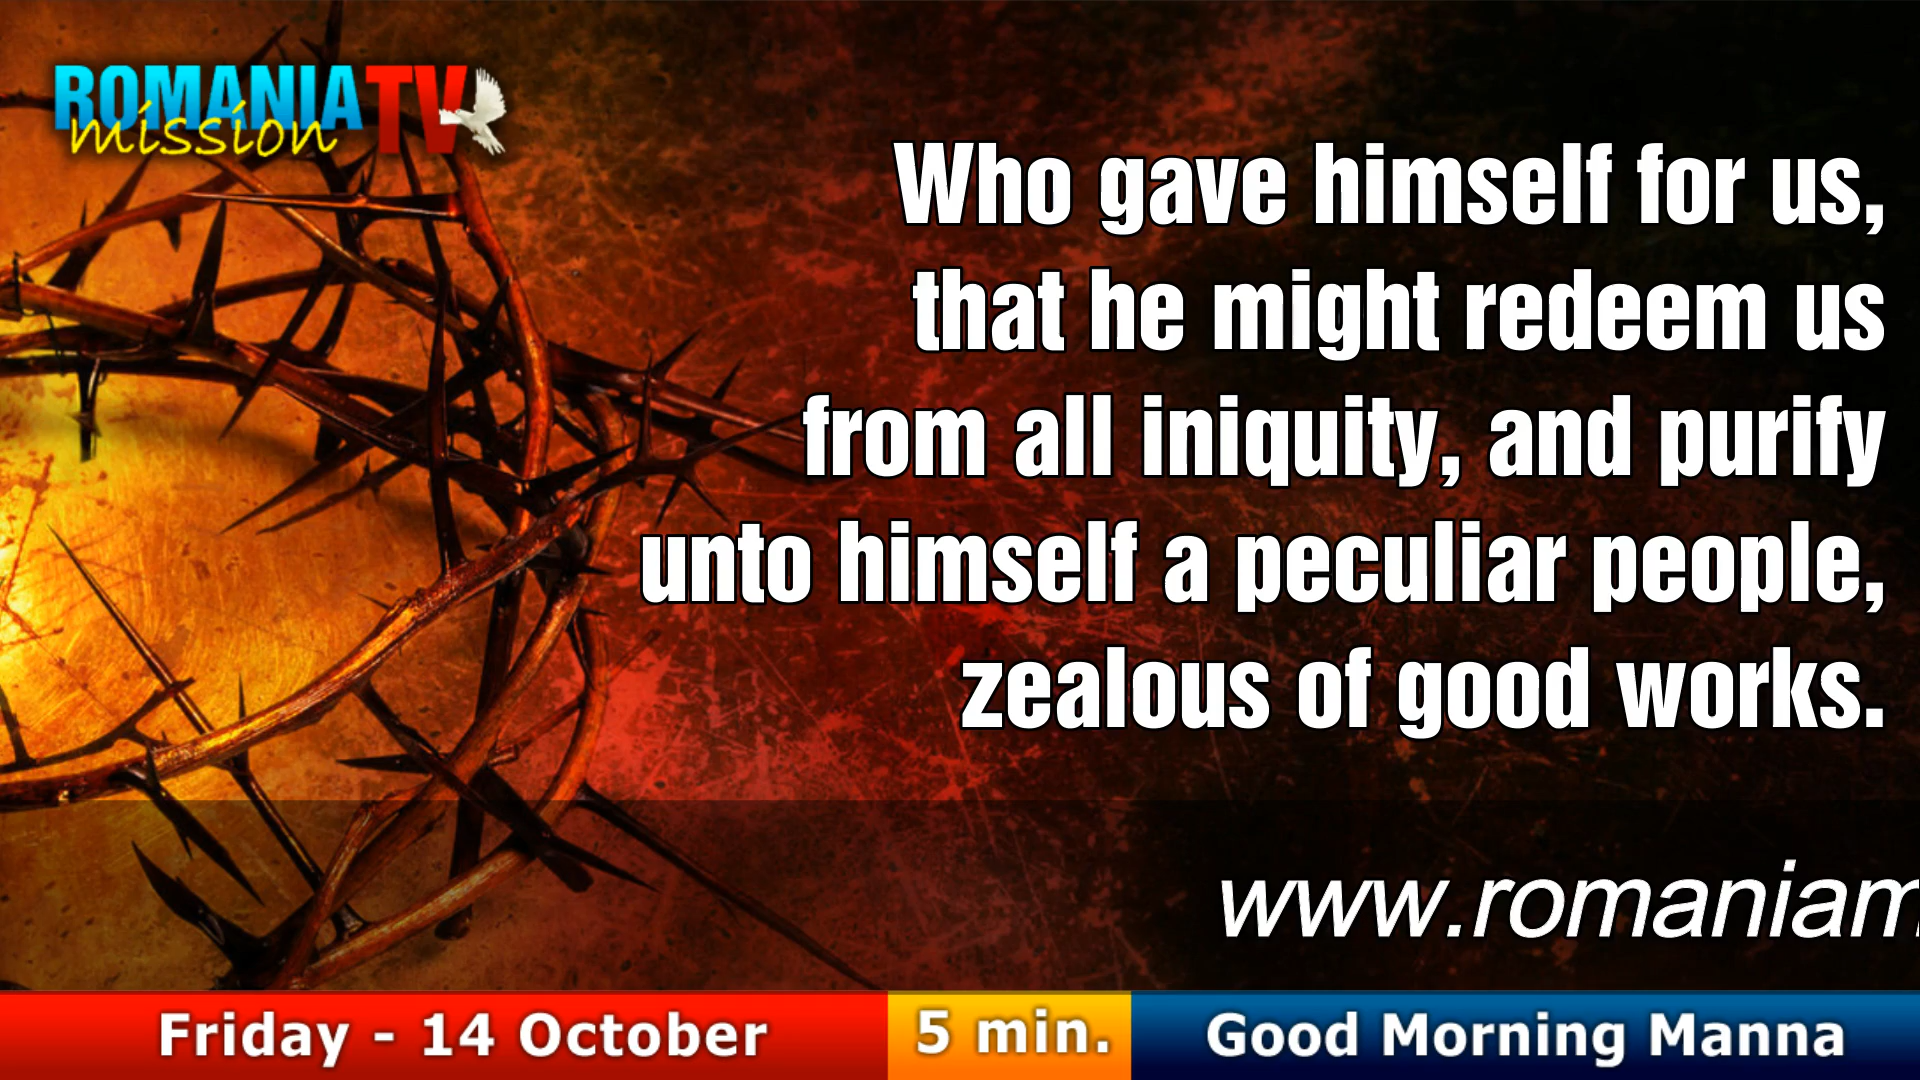 ROMANIA TV
mission
Who gave himself for us,
that he might redeem us
from all iniquity, and purify
unto himself a peculiar people,
zealous of good works.
www.romaniam
Friday - 14 October
5 min.
Good Morning Manna